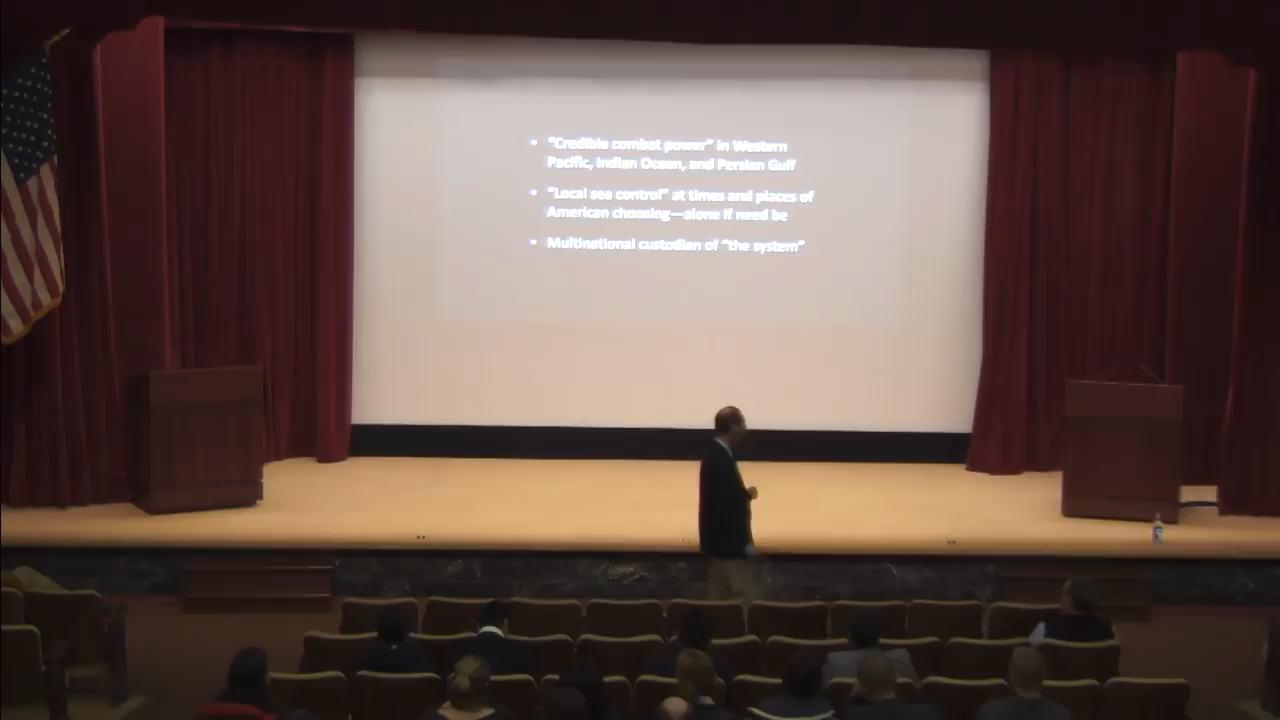 • "Credible combat power" in Western
Pacific, Indian Ocean, and Persian Gulf
• "Local sea control" at times and places of
American choosing—alone if need be
• Multinational custodian of "the system"